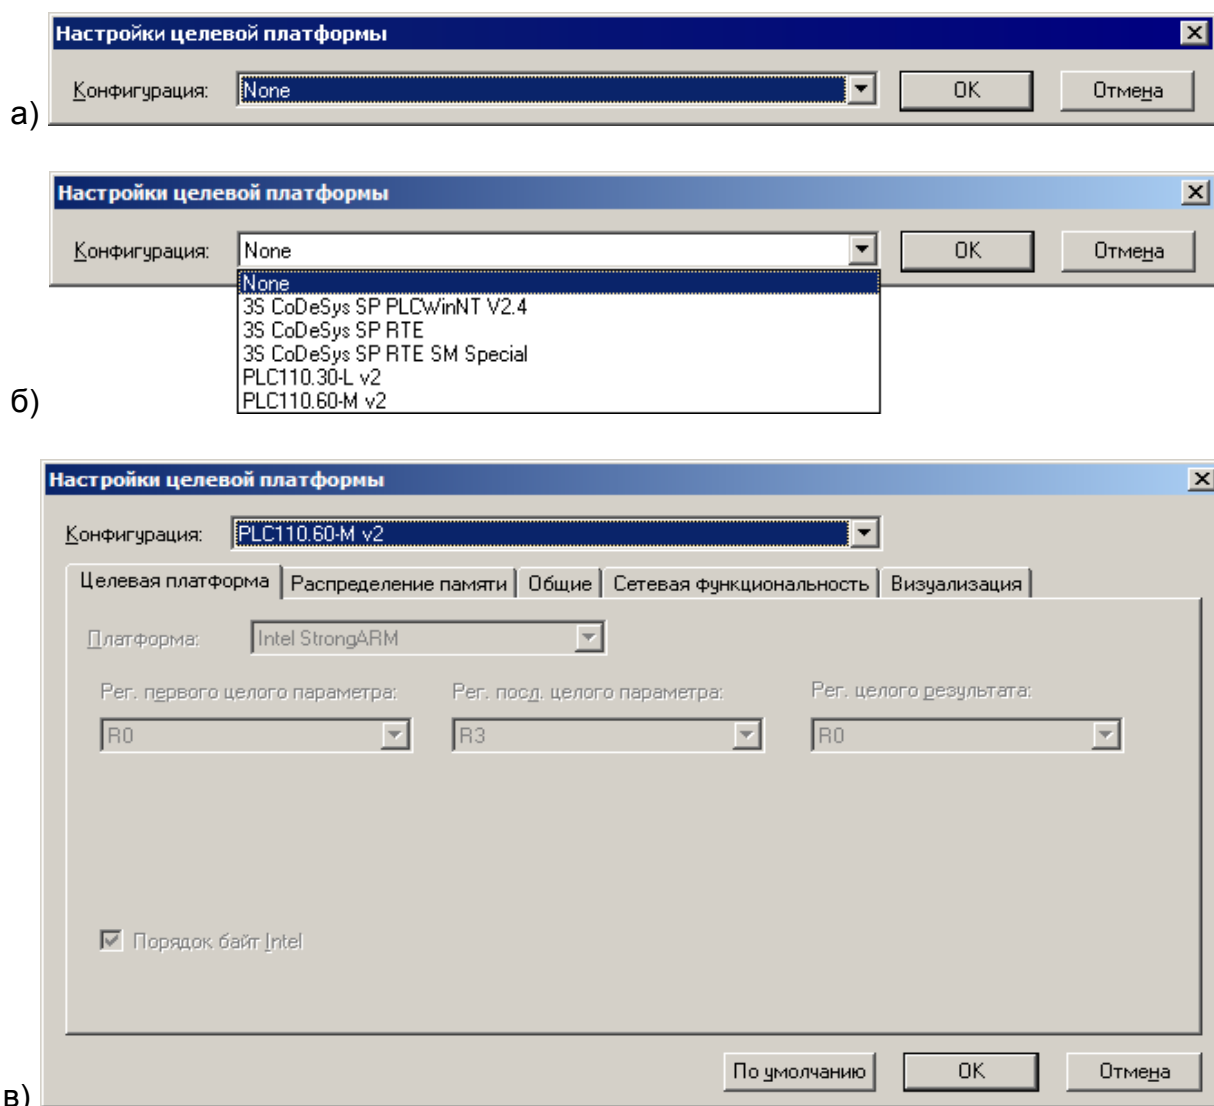 Настройки целевой платформы
Конфигурация: None OK Отмена
а)
Настройки целевой платформы
Конфигурация: None OK Отмена
None
3S CoDeSys SP PLCWinNT V2.4
3S CoDeSys SP RTE
3S CoDeSys SP RTE SM Special
PLC110.30-L v2
PLC110.60-M v2
б)
Настройки целевой платформы
Конфигурация: PLC110.60-M v2
Целевая платформа Распределение памяти Общие Сетевая функциональность Визуализация
Платформа: Intel StrongARM
Рег. первого целого параметра: Рег. посд. целого параметра: Рег. целого результата:
R0 R3 R0
Порядок байт Intel
По умолчанию OK Отмена
в)